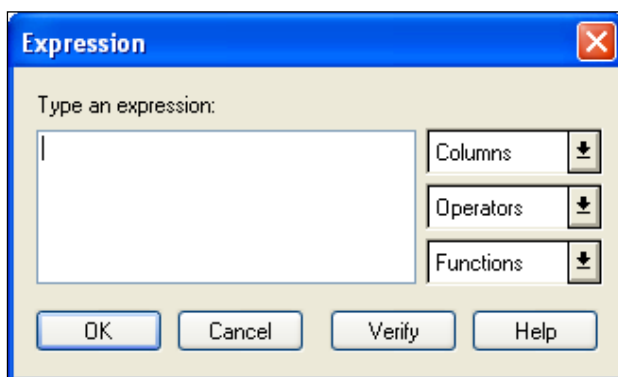 Expression
Type an expression:
Columns
Operators
Functions
OK Cancel Verify Help